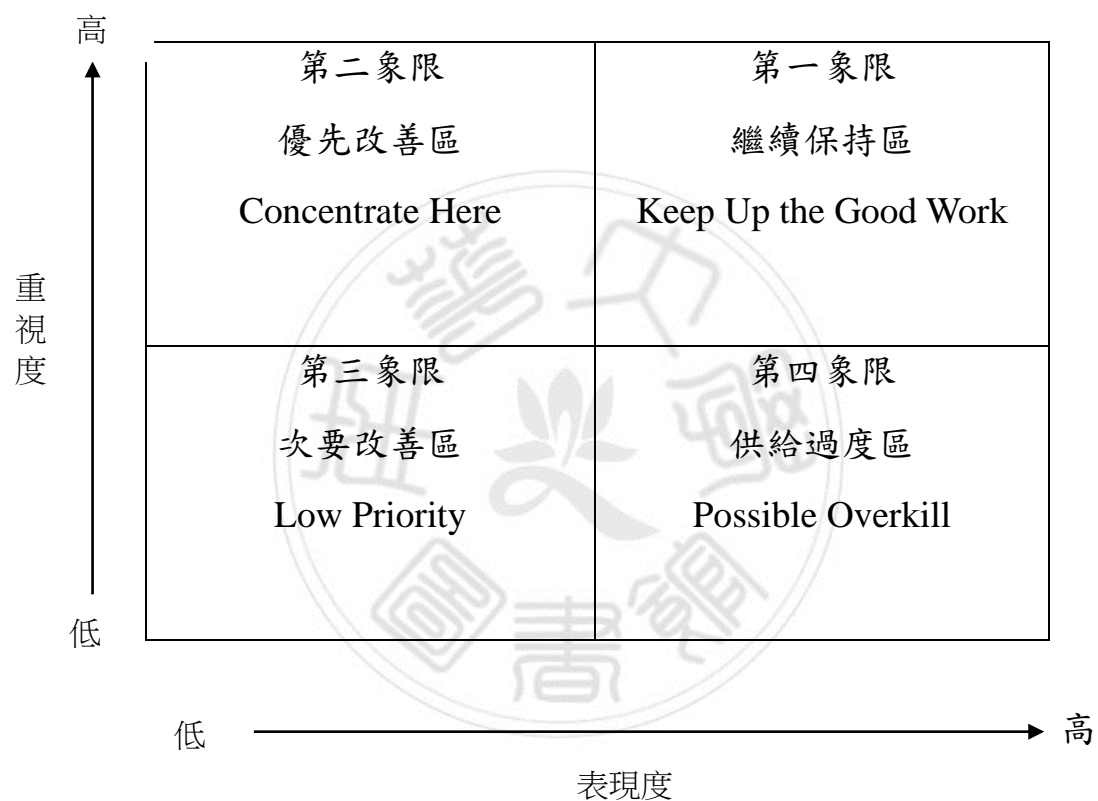 高
第二象限
優先改善區
Concentrate Here
第一象限
繼續保持區
Keep Up the Good Work
重視度
第三象限
次要改善區
Low Priority
第四象限
供給過度區
Possible Overkill
低
低
高
表現度